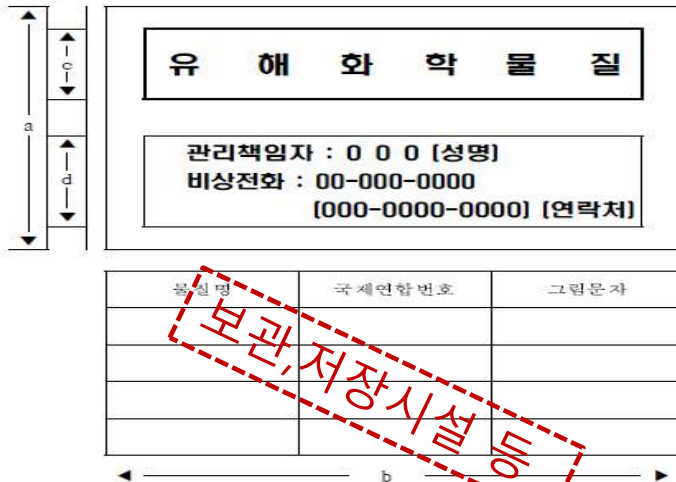 유 해 화 학 물 질
관리책임자 : 0 0 0 (성명)
비상전화 : 00-000-0000
(000-0000-0000) (연락처)
a
c
d
물질명 국제연합번호 그림문자
보관,저장시설 등
b